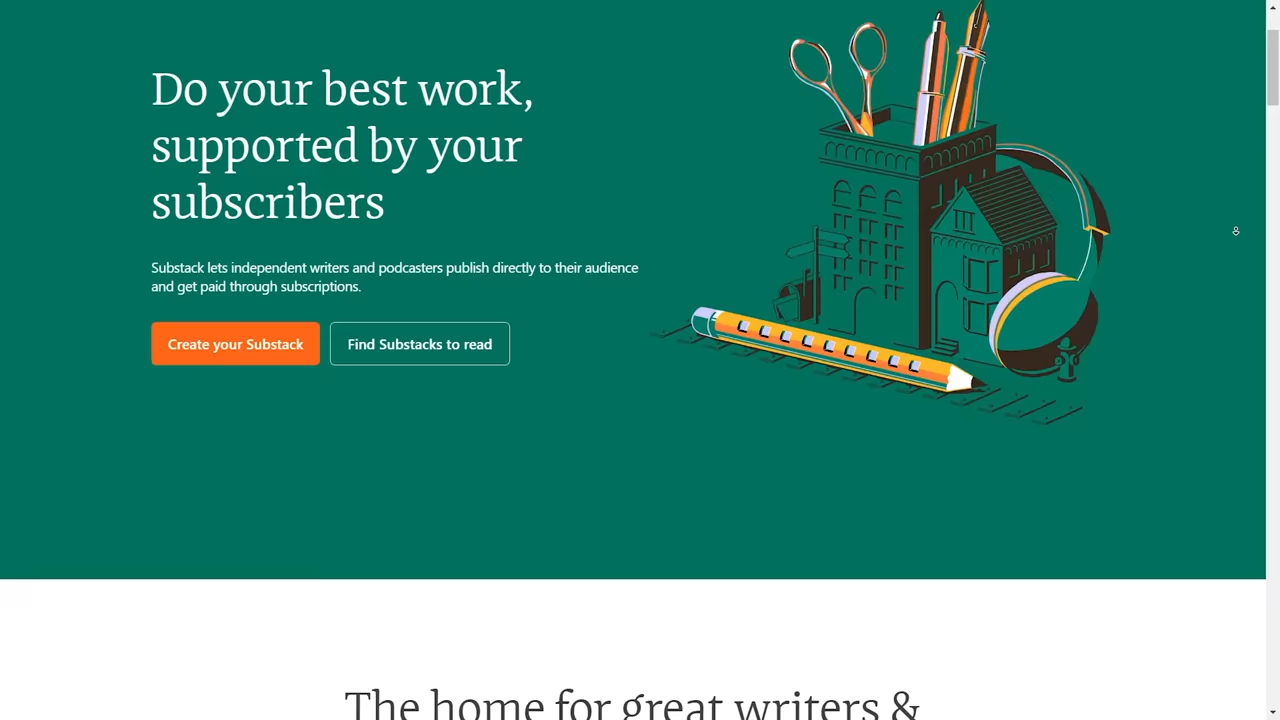 Do your best work,
supported by your
subscribers
Substack lets independent writers and podcasters publish directly to their audience
and get paid through subscriptions.
Create your Substack
Find Substacks to read
The home for great writers &